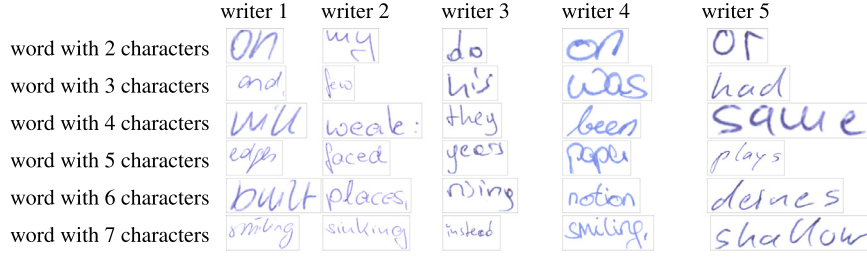 writer 1 writer 2 writer 3 writer 4 writer 5
word with 2 characters on my do on or
word with 3 characters and, few his was had
word with 4 characters will weak: they been same
word with 5 characters edges faced years paper plays
word with 6 characters built places, rising notion deines
word with 7 characters smiling sinking instead smiling, shallow